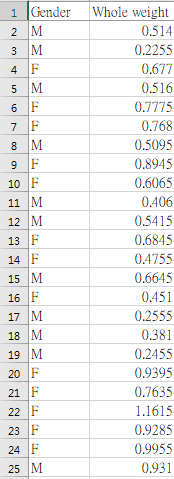 1 Gender Whole weight
2 M 0.514
3 M 0.2255
4 F 0.677
5 M 0.516
6 F 0.7775
7 F 0.768
8 M 0.5095
9 F 0.8945
10 F 0.6065
11 M 0.406
12 M 0.5415
13 F 0.6845
14 F 0.4755
15 M 0.6645
16 F 0.451
17 M 0.2555
18 M 0.381
19 M 0.2455
20 F 0.9395
21 F 0.7635
22 F 1.1615
23 F 0.9285
24 F 0.9955
25 M 0.931